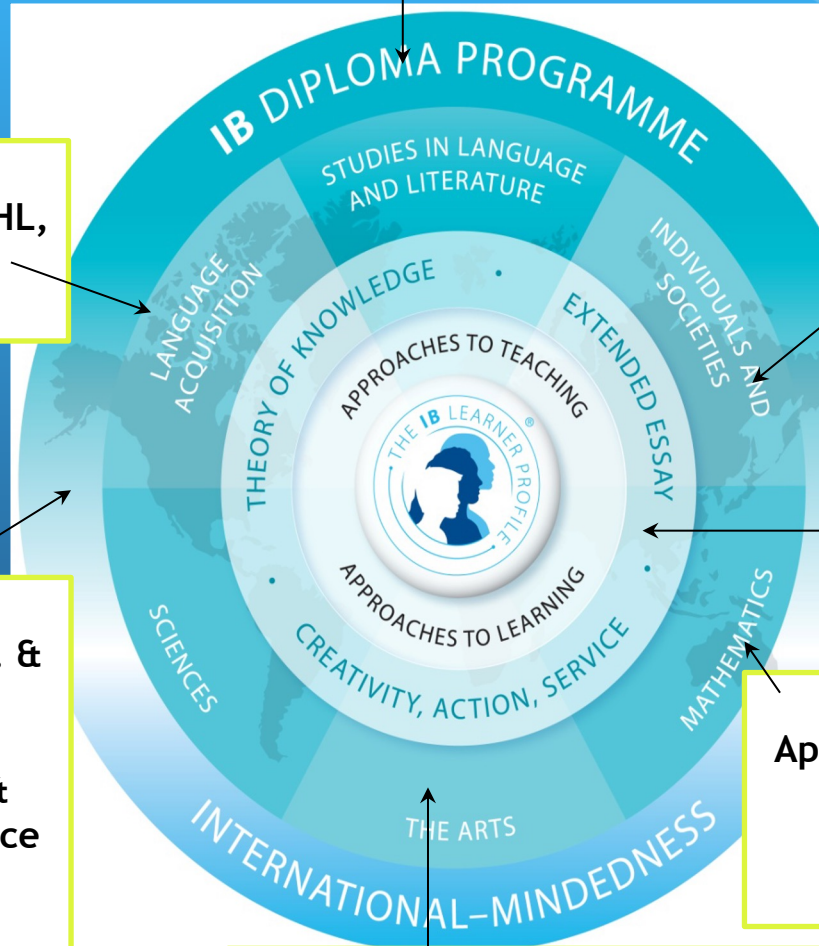 IB DIPLOMA PROGRAMME
STUDIES IN LANGUAGE
AND LITERATURE
HL,
LANGUAGE
ACQUISITION
INDIVIDUALS AND
SOCIETIES
THEORY OF KNOWLEDGE
EXTENDED ESSAY
APPROACHES TO TEACHING
THE IB LEARNER PROFILE®
APPROACHES TO LEARNING
CREATIVITY, ACTION, SERVICE
SCIENCES
MATHEMATICS
&
t
ce
Ap
THE ARTS
INTERNATIONAL–MINDEDNESS